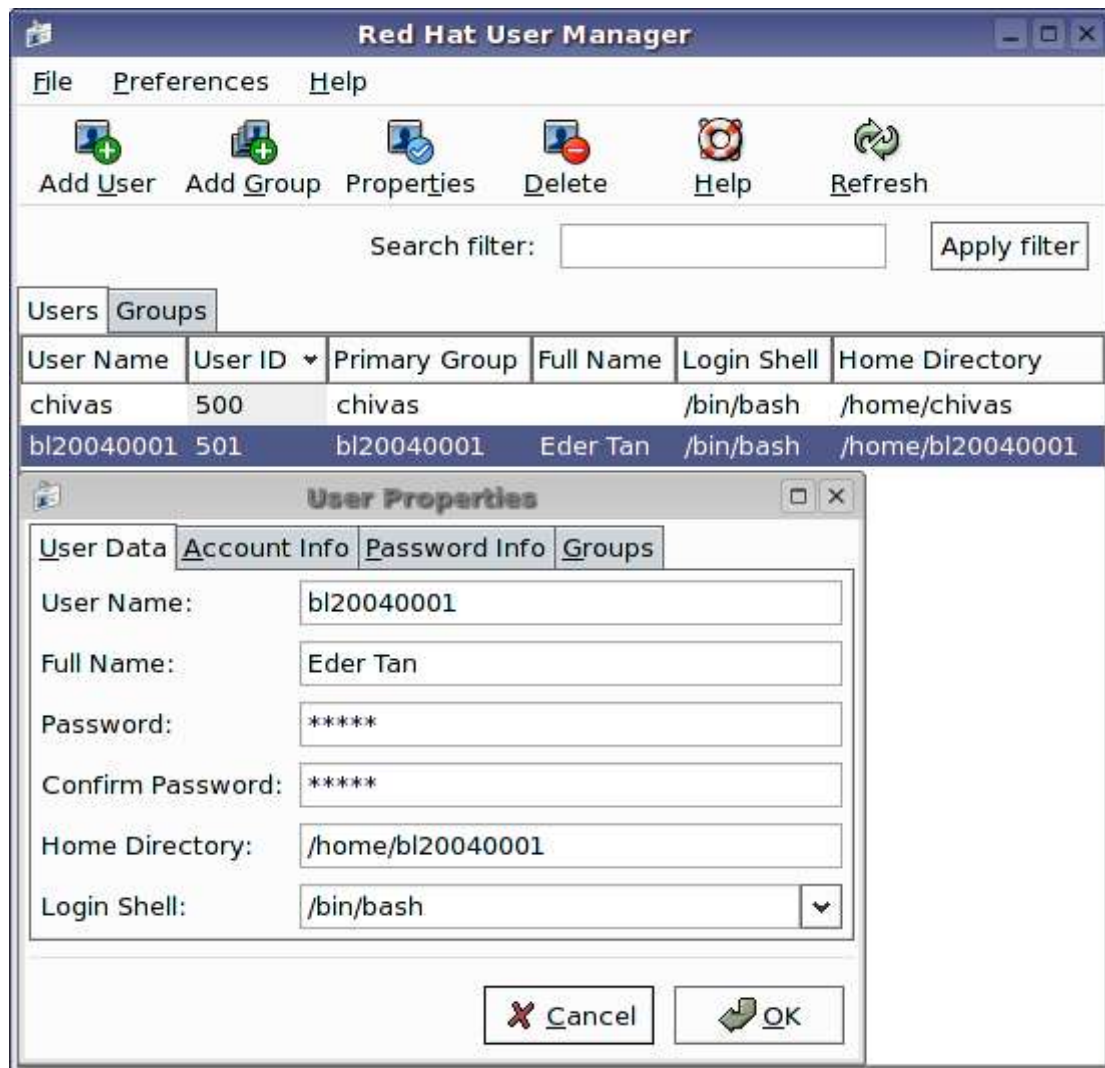 Red Hat User Manager
File Preferences Help
Add User Add Group Properties Delete Help Refresh
Search filter: Apply filter
Users Groups
User Name User ID Primary Group Full Name Login Shell Home Directory
chivas 500 chivas /bin/bash /home/chivas
bl20040001 501 bl20040001 Eder Tan /bin/bash /home/bl20040001
User Properties
User Data Account Info Password Info Groups
User Name: bl20040001
Full Name: Eder Tan
Password: *****
Confirm Password: *****
Home Directory: /home/bl20040001
Login Shell: /bin/bash
Cancel OK